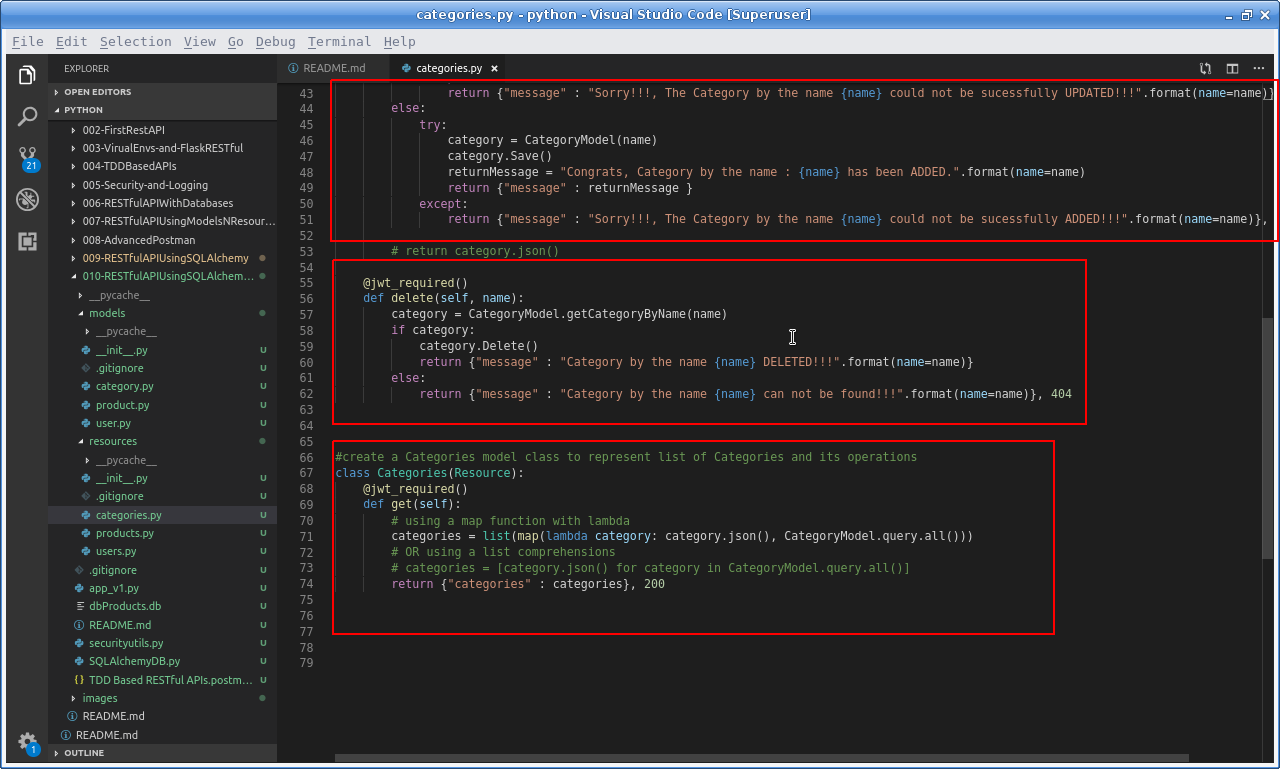 categories.py - python - Visual Studio Code [Superuser]
File Edit Selection View Go Debug Terminal Help
EXPLORER
OPEN EDITORS
PYTHON
002-FirstRestAPI
003-VirualEnvs-and-FlaskRESTful
004-TDDBasedAPIs
005-Security-and-Logging
006-RESTfulAPIWithDatabases
007-RESTfulAPIUsingModelsNResour...
008-AdvancedPostman
009-RESTfulAPIUsingSQLAlchemy
010-RESTfulAPIUsingSQLAlchem...
__pycache__
models
__pycache__
__init__.py U
.gitignore U
category.py U
product.py U
user.py U
resources
__pycache__
__init__.py U
.gitignore U
categories.py U
products.py U
users.py U
.gitignore U
app_v1.py U
dbProducts.db U
README.md U
securityutils.py U
SQLAlchemyDB.py U
{ } TDD Based RESTful APIs.postm... U
images
README.md
README.md
OUTLINE
21
1
README.md categories.py ×
43 return {"message" : "Sorry!!!, The Category by the name {name} could not be sucessfully UPDATED!!!".format(name=name)}
44 else:
45 try:
46 category = CategoryModel(name)
47 category.Save()
48 returnMessage = "Congrats, Category by the name : {name} has been ADDED.".format(name=name)
49 return {"message" : returnMessage }
50 except:
51 return {"message" : "Sorry!!!, The Category by the name {name} could not be sucessfully ADDED!!!".format(name=name)},
52
53 # return category.json()
54
55 @jwt_required()
56 def delete(self, name):
57 category = CategoryModel.getCategoryByName(name)
58 if category:
59 category.Delete()
60 return {"message" : "Category by the name {name} DELETED!!!".format(name=name)}
61 else:
62 return {"message" : "Category by the name {name} can not be found!!!".format(name=name)}, 404
63
64
65
66 #create a Categories model class to represent list of Categories and its operations
67 class Categories(Resource):
68 @jwt_required()
69 def get(self):
70 # using a map function with lambda
71 categories = list(map(lambda category: category.json(), CategoryModel.query.all()))
72 # OR using a list comprehensions
73 # categories = [category.json() for category in CategoryModel.query.all()]
74 return {"categories" : categories}, 200
75
76
77
78
79